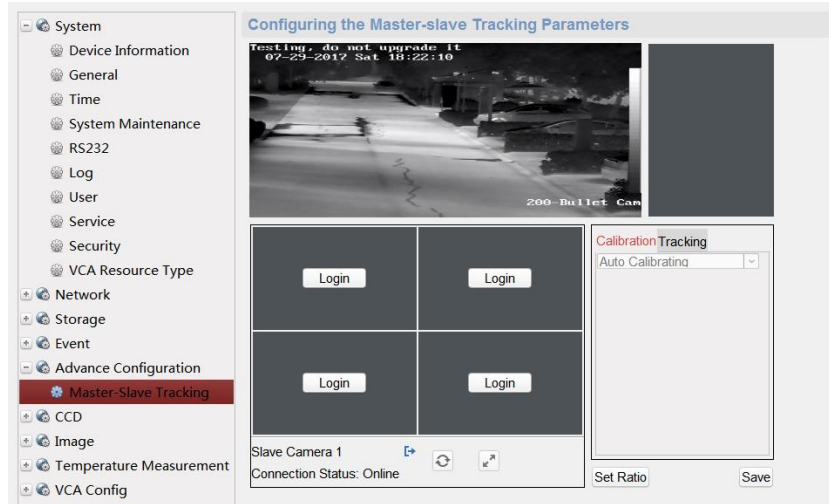 System
Device Information
General
Time
System Maintenance
RS232
Log
User
Service
Security
VCA Resource Type
Network
Storage
Event
Advance Configuration
Master-Slave Tracking
CCD
Image
Temperature Measurement
VCA Config
Configuring the Master-slave Tracking Parameters
Testing, do not upgrade it
07-29-2017 Sat 18:22:10
200-Bullet Cam
Login Login
Login Login
Slave Camera 1
Connection Status: Online
Calibration Tracking
Auto Calibrating
Set Ratio Save